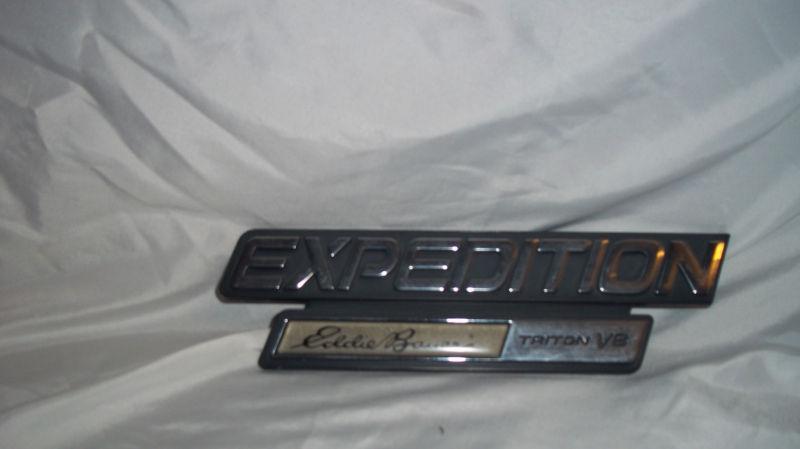 EXPEDITION
Eddie Bauer TRITON V8